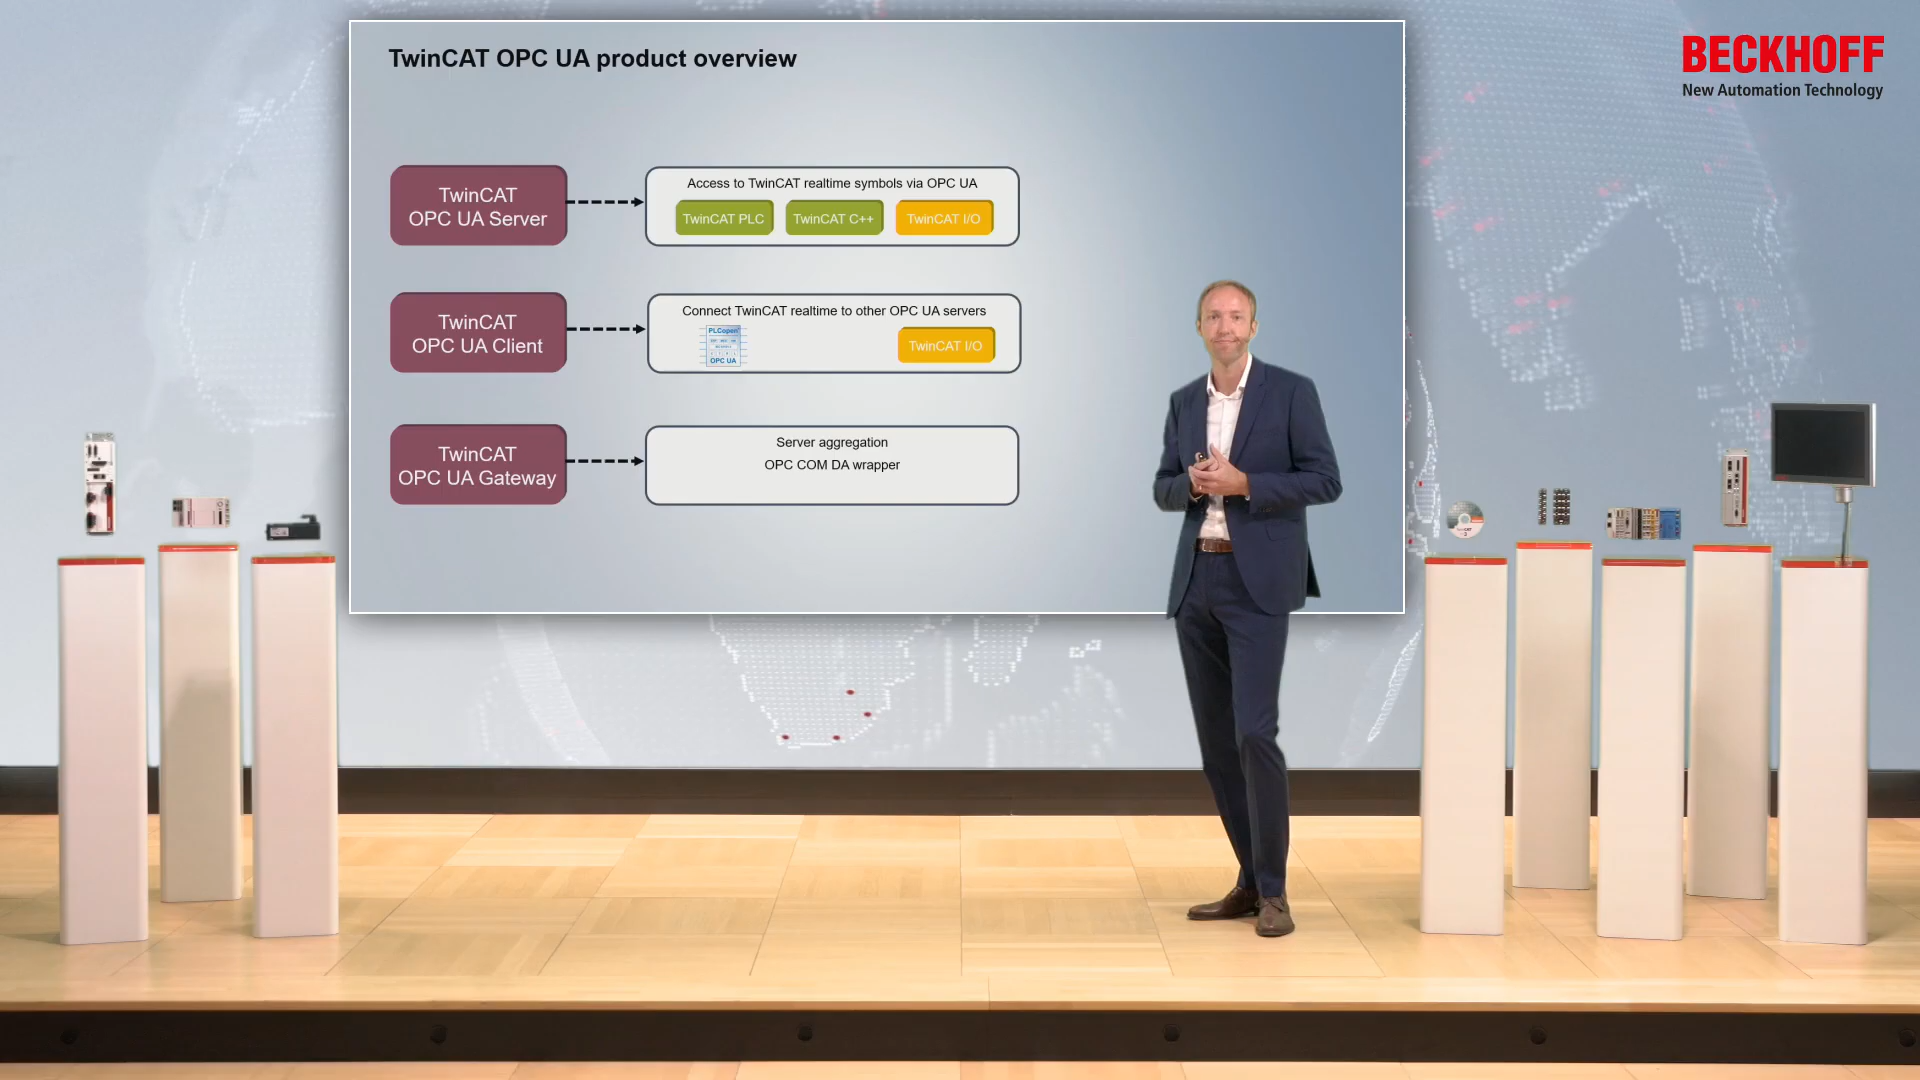 TwinCAT OPC UA product overview
BECKHOFF
New Automation Technology
TwinCAT
OPC UA Server
Access to TwinCAT realtime symbols via OPC UA
TwinCAT PLC
TwinCAT C++
TwinCAT I/O
TwinCAT
OPC UA Client
Connect TwinCAT realtime to other OPC UA servers
PLCopen
OPC UA
TwinCAT I/O
TwinCAT
OPC UA Gateway
Server aggregation
OPC COM DA wrapper